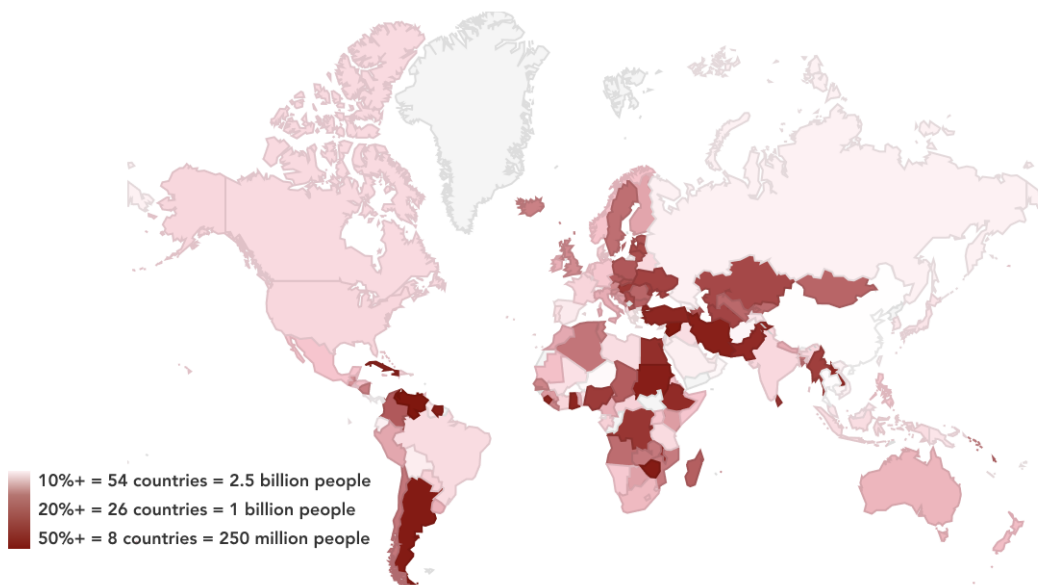 10%+ = 54 countries = 2.5 billion people
20%+ = 26 countries = 1 billion people
50%+ = 8 countries = 250 million people